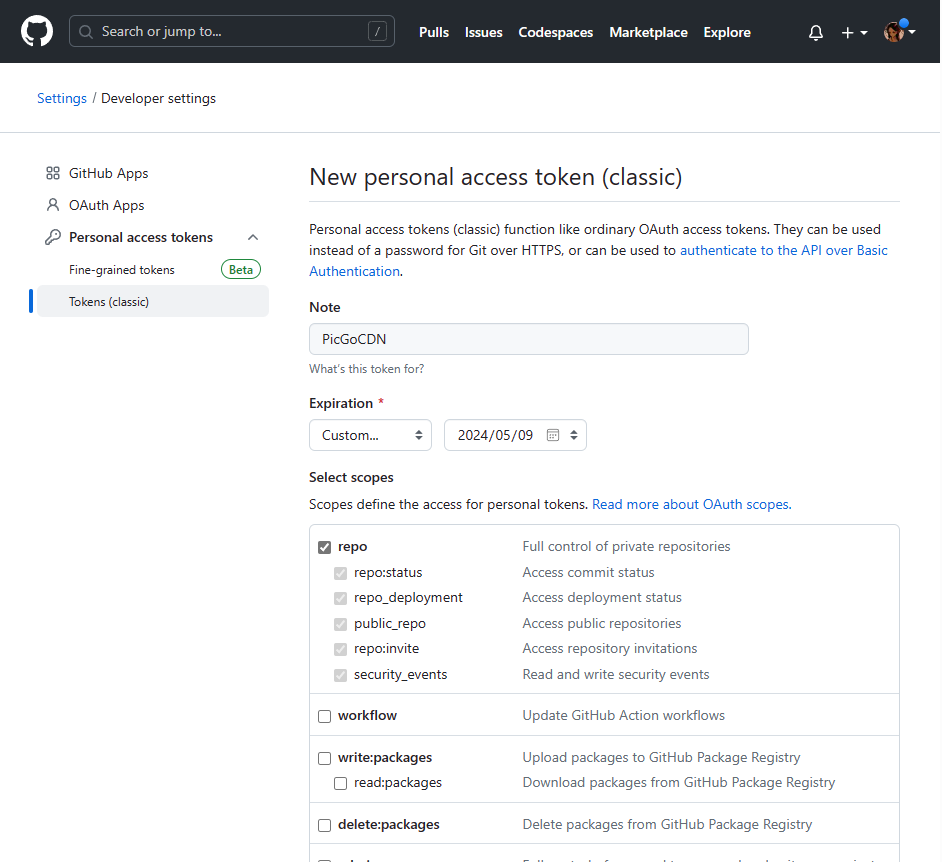 Search or jump to... /
Pulls Issues Codespaces Marketplace Explore
Settings / Developer settings
GitHub Apps
OAuth Apps
Personal access tokens
Fine-grained tokens Beta
Tokens (classic)
New personal access token (classic)
Personal access tokens (classic) function like ordinary OAuth access tokens. They can be used
instead of a password for Git over HTTPS, or can be used to authenticate to the API over Basic
Authentication.
Note
PicGoCDN
What's this token for?
Expiration *
Custom... 2024/05/09
Select scopes
Scopes define the access for personal tokens. Read more about OAuth scopes.
repo Full control of private repositories
repo:status Access commit status
repo_deployment Access deployment status
public_repo Access public repositories
repo:invite Access repository invitations
security_events Read and write security events
workflow Update GitHub Action workflows
write:packages Upload packages to GitHub Package Registry
read:packages Download packages from GitHub Package Registry
delete:packages Delete packages from GitHub Package Registry